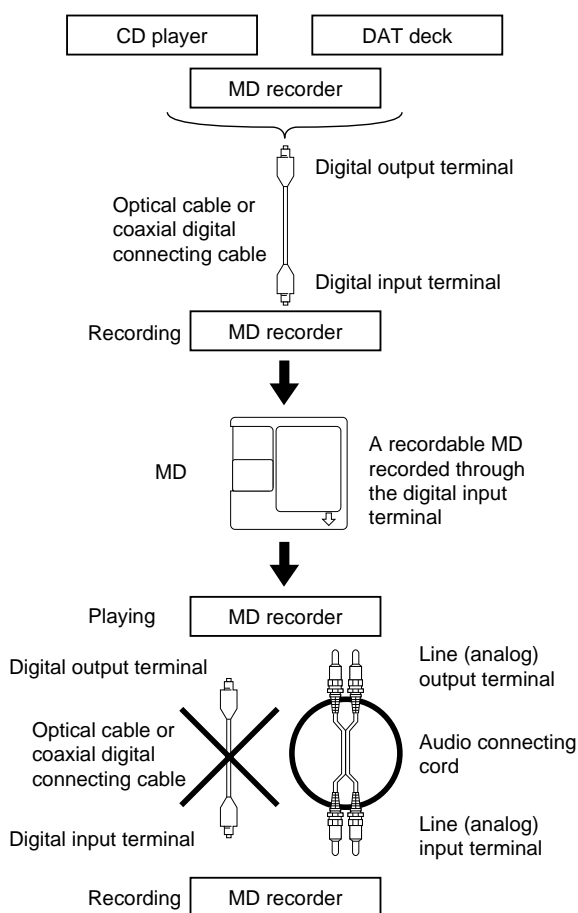 CD player
DAT deck
MD recorder
Digital output terminal
Optical cable or
coaxial digital
connecting cable
Digital input terminal
Recording
MD recorder
MD
A recordable MD
recorded through
the digital input
terminal
Playing
MD recorder
Digital output terminal
Optical cable or
coaxial digital
connecting cable
Digital input terminal
Line (analog)
output terminal
Audio connecting
cord
Line (analog)
input terminal
Recording
MD recorder